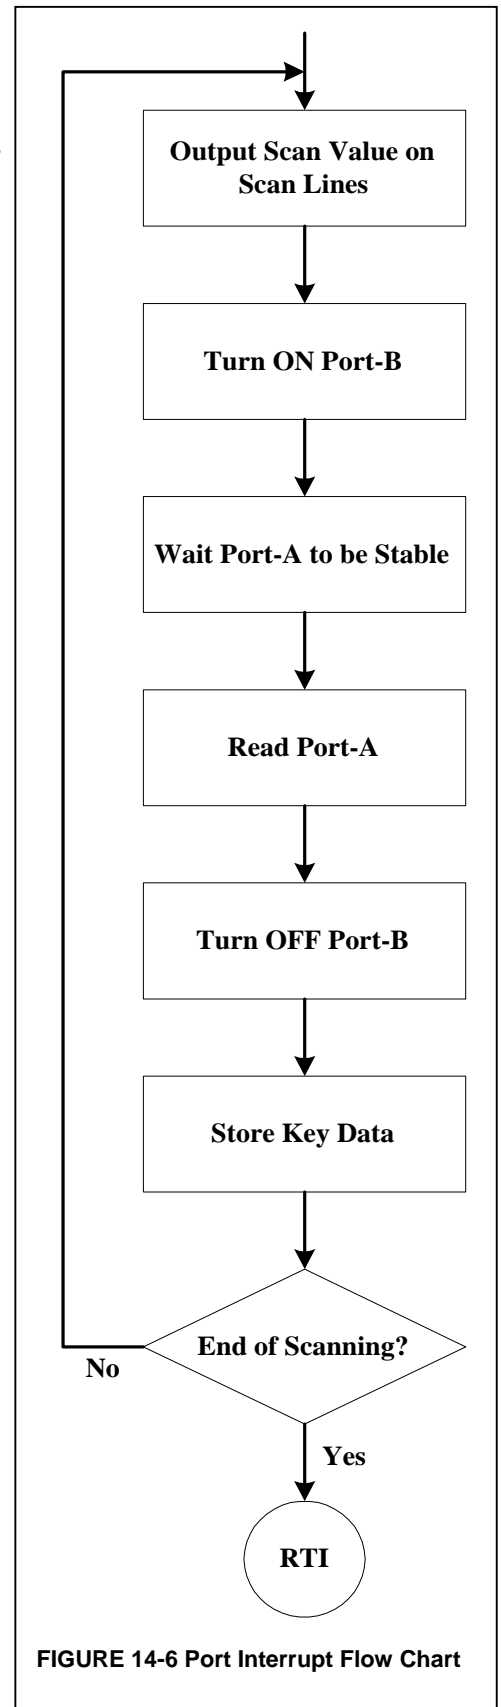 Output Scan Value on
Scan Lines
Turn ON Port-B
Wait Port-A to be Stable
Read Port-A
Turn OFF Port-B
Store Key Data
End of Scanning?
No
Yes
RTI
FIGURE 14-6 Port Interrupt Flow Chart